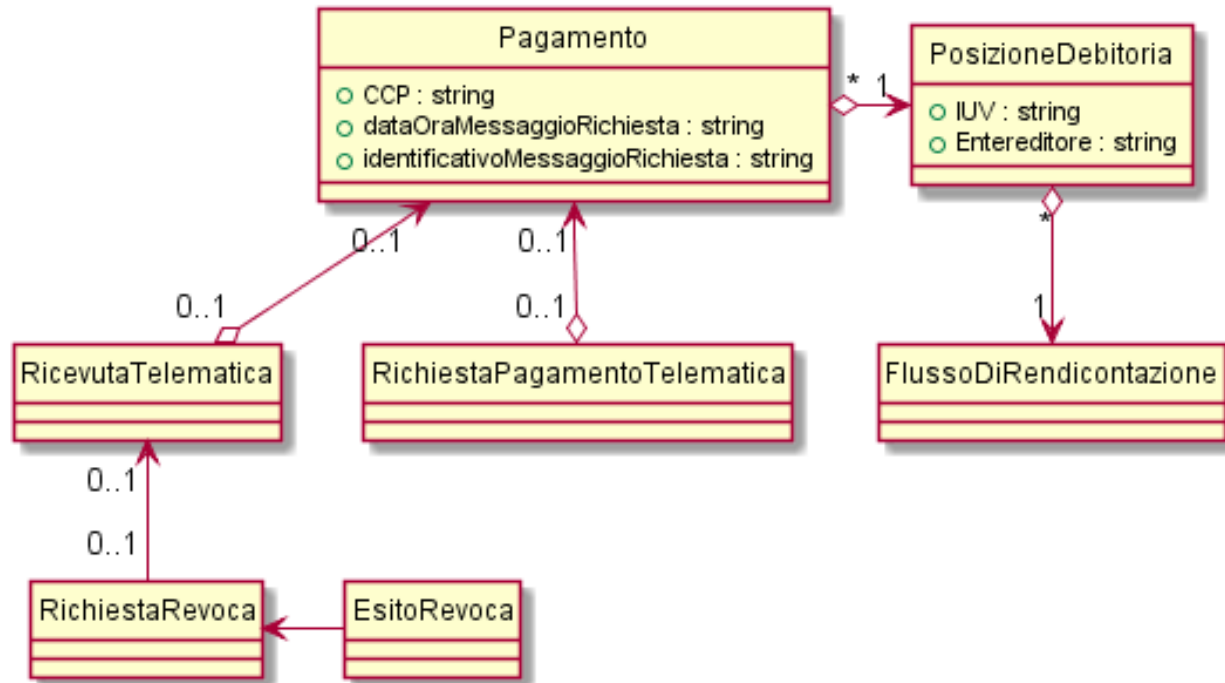 Pagamento
CCP : string
dataOraMessaggioRichiesta : string
identificativoMessaggioRichiesta : string
* 1
PosizioneDebitoria
IUV : string
Entereditore : string
0..1
0..1
0..1
0..1
*
1
RicevutaTelematica
RichiestaPagamentoTelematica
FlussoDiRendicontazione
0..1
0..1
RichiestaRevoca
EsitoRevoca